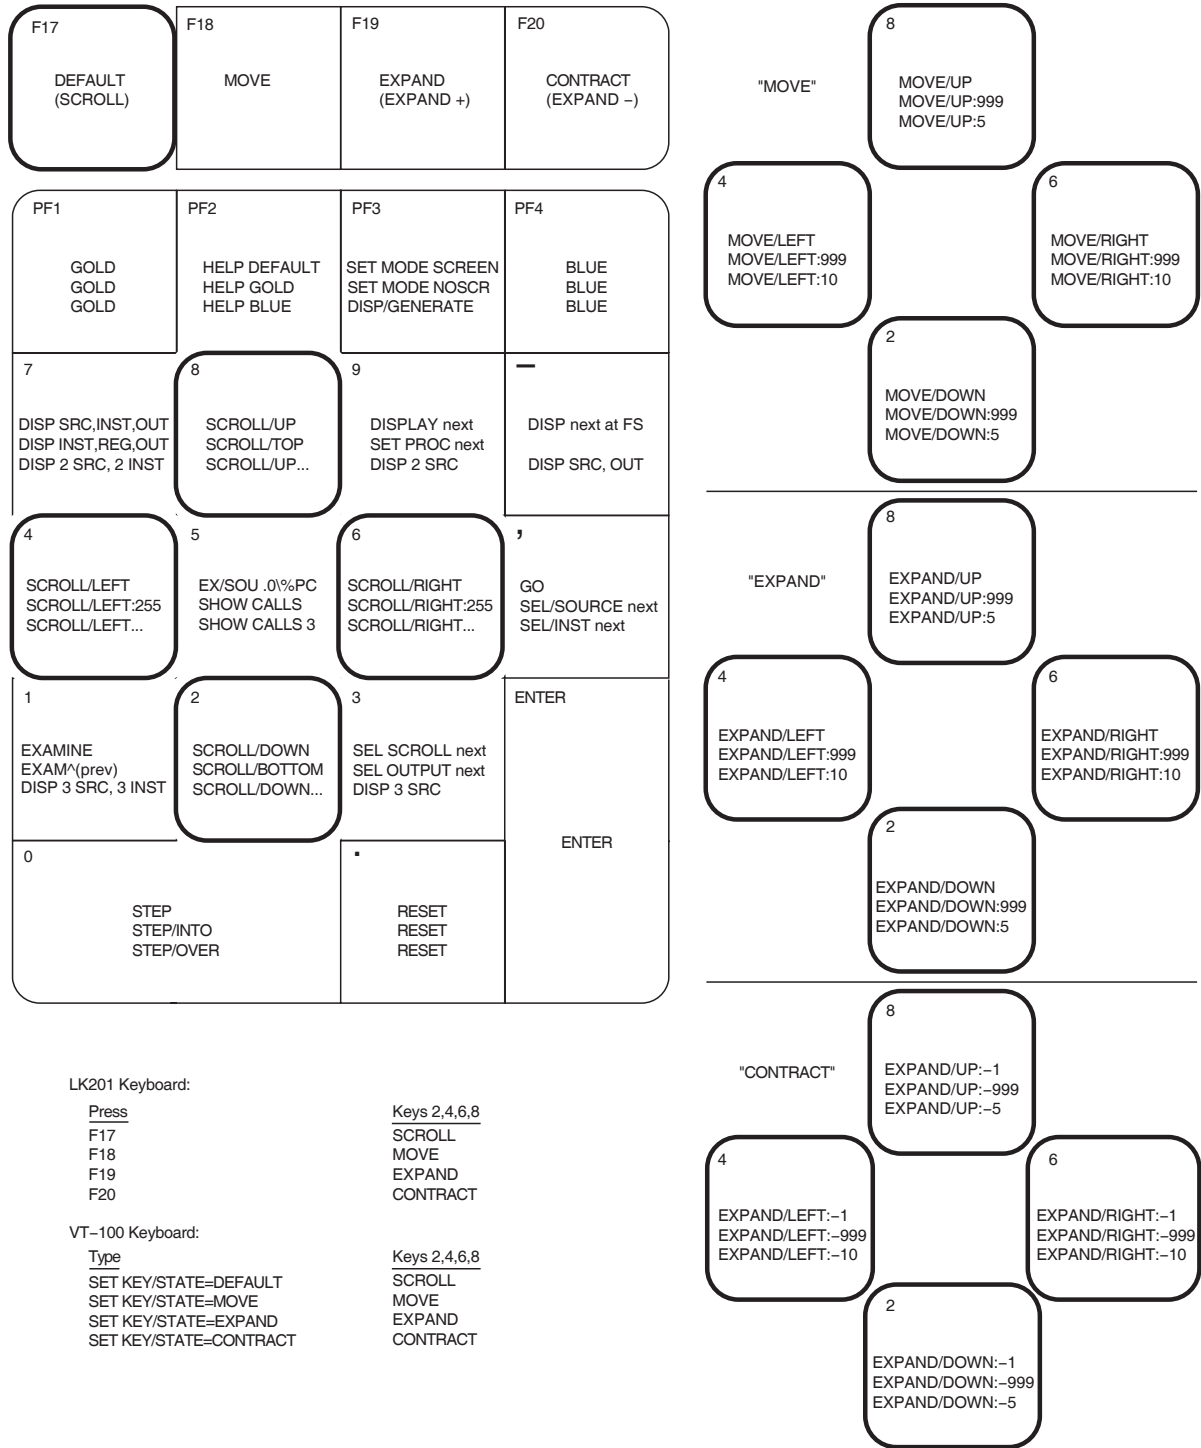 F17
DEFAULT
(SCROLL)
F18
MOVE
F19
EXPAND
(EXPAND +)
F20
CONTRACT
(EXPAND −)
PF1
GOLD
GOLD
GOLD
PF2
HELP DEFAULT
HELP GOLD
HELP BLUE
PF3
SET MODE SCREEN
SET MODE NOSCR
DISP/GENERATE
PF4
BLUE
BLUE
BLUE
7
DISP SRC,INST,OUT
DISP INST,REG,OUT
DISP 2 SRC, 2 INST
8
SCROLL/UP
SCROLL/TOP
SCROLL/UP...
9
DISPLAY next
SET PROC next
DISP 2 SRC
−
DISP next at FS
DISP SRC, OUT
4
SCROLL/LEFT
SCROLL/LEFT:255
SCROLL/LEFT...
5
EX/SOU .0\%PC
SHOW CALLS
SHOW CALLS 3
6
SCROLL/RIGHT
SCROLL/RIGHT:255
SCROLL/RIGHT...
,
GO
SEL/SOURCE next
SEL/INST next
1
EXAMINE
EXAM^(prev)
DISP 3 SRC, 3 INST
2
SCROLL/DOWN
SCROLL/BOTTOM
SCROLL/DOWN...
3
SEL SCROLL next
SEL OUTPUT next
DISP 3 SRC
ENTER
ENTER
0
STEP
STEP/INTO
STEP/OVER
.
RESET
RESET
RESET
LK201 Keyboard:
Press Keys 2,4,6,8
F17 SCROLL
F18 MOVE
F19 EXPAND
F20 CONTRACT
VT−100 Keyboard:
Type Keys 2,4,6,8
SET KEY/STATE=DEFAULT SCROLL
SET KEY/STATE=MOVE MOVE
SET KEY/STATE=EXPAND EXPAND
SET KEY/STATE=CONTRACT CONTRACT
"MOVE"
8
MOVE/UP
MOVE/UP:999
MOVE/UP:5
4
MOVE/LEFT
MOVE/LEFT:999
MOVE/LEFT:10
6
MOVE/RIGHT
MOVE/RIGHT:999
MOVE/RIGHT:10
2
MOVE/DOWN
MOVE/DOWN:999
MOVE/DOWN:5
"EXPAND"
8
EXPAND/UP
EXPAND/UP:999
EXPAND/UP:5
4
EXPAND/LEFT
EXPAND/LEFT:999
EXPAND/LEFT:10
6
EXPAND/RIGHT
EXPAND/RIGHT:999
EXPAND/RIGHT:10
2
EXPAND/DOWN
EXPAND/DOWN:999
EXPAND/DOWN:5
"CONTRACT"
8
EXPAND/UP:−1
EXPAND/UP:−999
EXPAND/UP:−5
4
EXPAND/LEFT:−1
EXPAND/LEFT:−999
EXPAND/LEFT:−10
6
EXPAND/RIGHT:−1
EXPAND/RIGHT:−999
EXPAND/RIGHT:−10
2
EXPAND/DOWN:−1
EXPAND/DOWN:−999
EXPAND/DOWN:−5